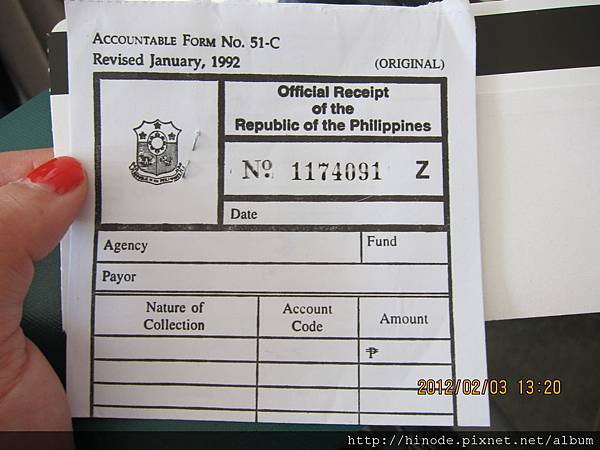 ACCOUNTABLE FORM NO. 51-C
Revised January, 1992
(ORIGINAL)
Official Receipt
of the
Republic of the Philippines
Nº 1174091 Z
Date
Agency
Fund
Payor
Nature of
Collection
Account
Code
Amount
₱
2012/02/03 13:20
http://hinode.pixnet.net/album